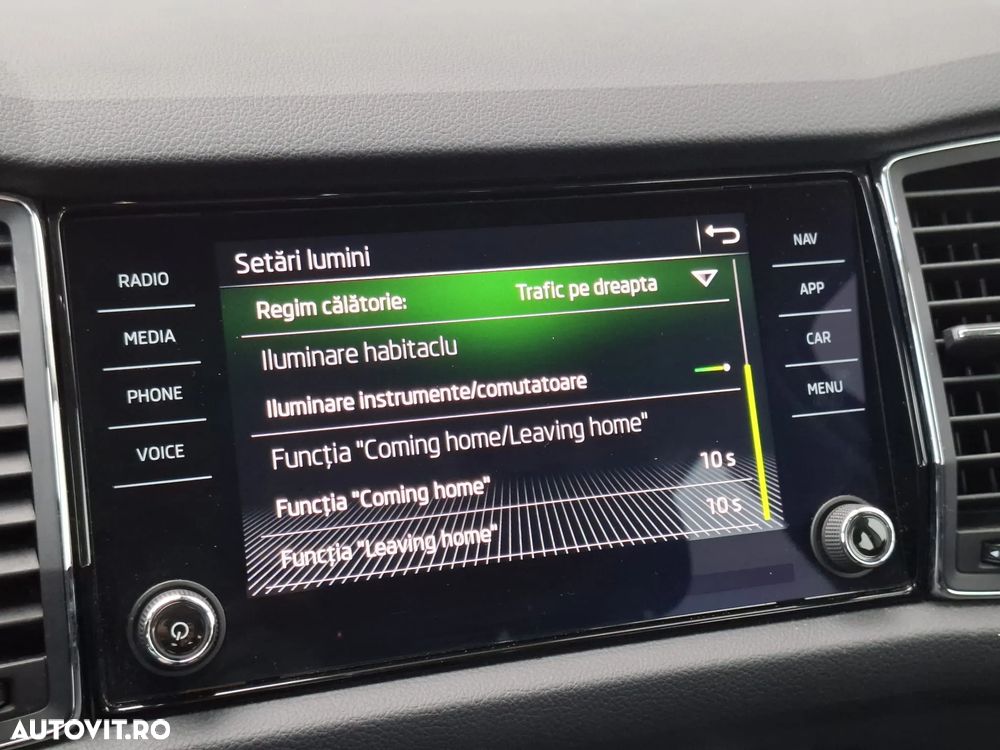 RADIO
MEDIA
PHONE
VOICE
Setări lumini
Regim călătorie: Trafic pe dreapta
Iluminare habitaclu
Iluminare instrumente/comutatoare
Funcția "Coming home/Leaving home"
Funcția "Coming home" 10 s
Funcția "Leaving home" 10 s
NAV
APP
CAR
MENU
AUTOVIT.RO